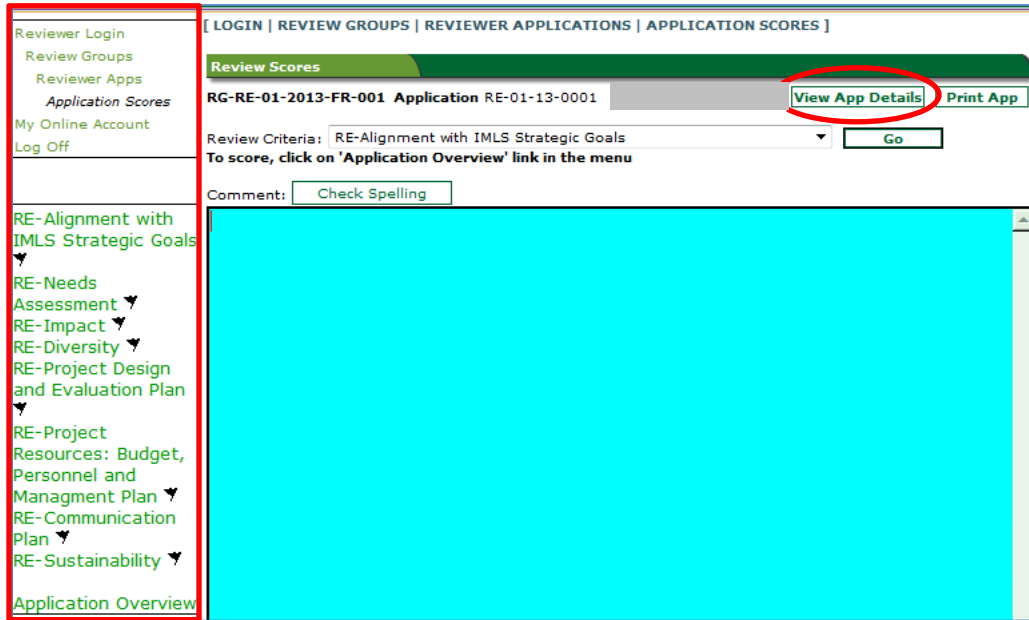 [ LOGIN | REVIEW GROUPS | REVIEWER APPLICATIONS | APPLICATION SCORES ]
Reviewer Login
Review Groups
Reviewer Apps
Application Scores
My Online Account
Log Off
RE-Alignment with
IMLS Strategic Goals
RE-Needs
Assessment
RE-Impact
RE-Diversity
RE-Project Design
and Evaluation Plan
RE-Project
Resources: Budget,
Personnel and
Managment Plan
RE-Communication
Plan
RE-Sustainability
Application Overview
Review Scores
RG-RE-01-2013-FR-001 Application RE-01-13-0001
View App Details
Print App
Review Criteria: RE-Alignment with IMLS Strategic Goals
Go
To score, click on 'Application Overview' link in the menu
Comment: Check Spelling